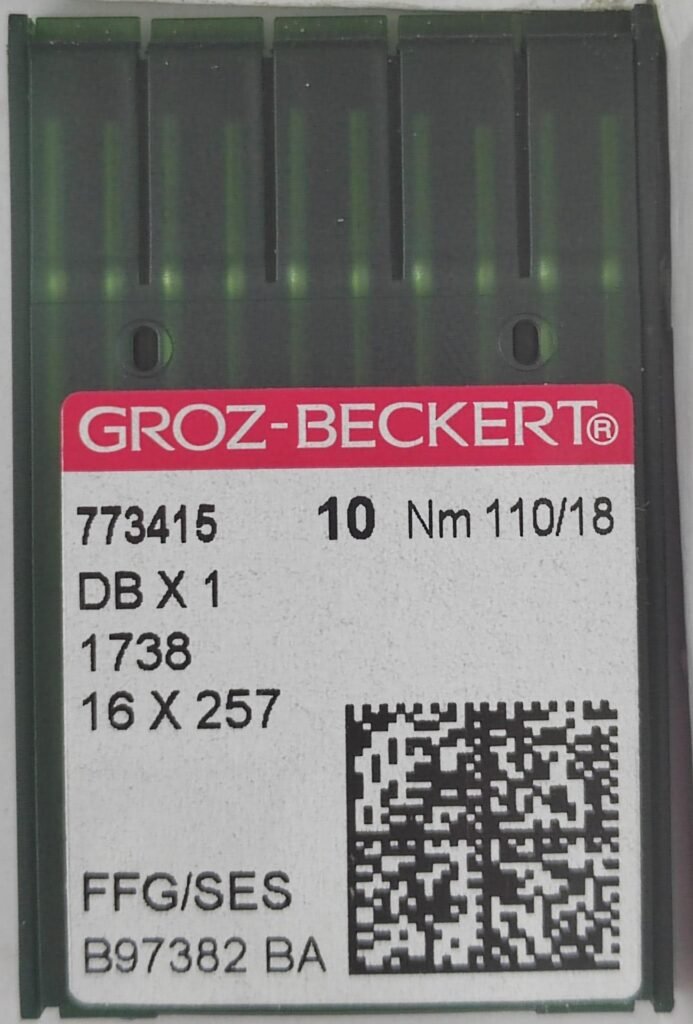 GROZ-BECKERT®
773415 10 Nm 110/18
DB X 1
1738
16 X 257
FFG/SES
B97382 BA